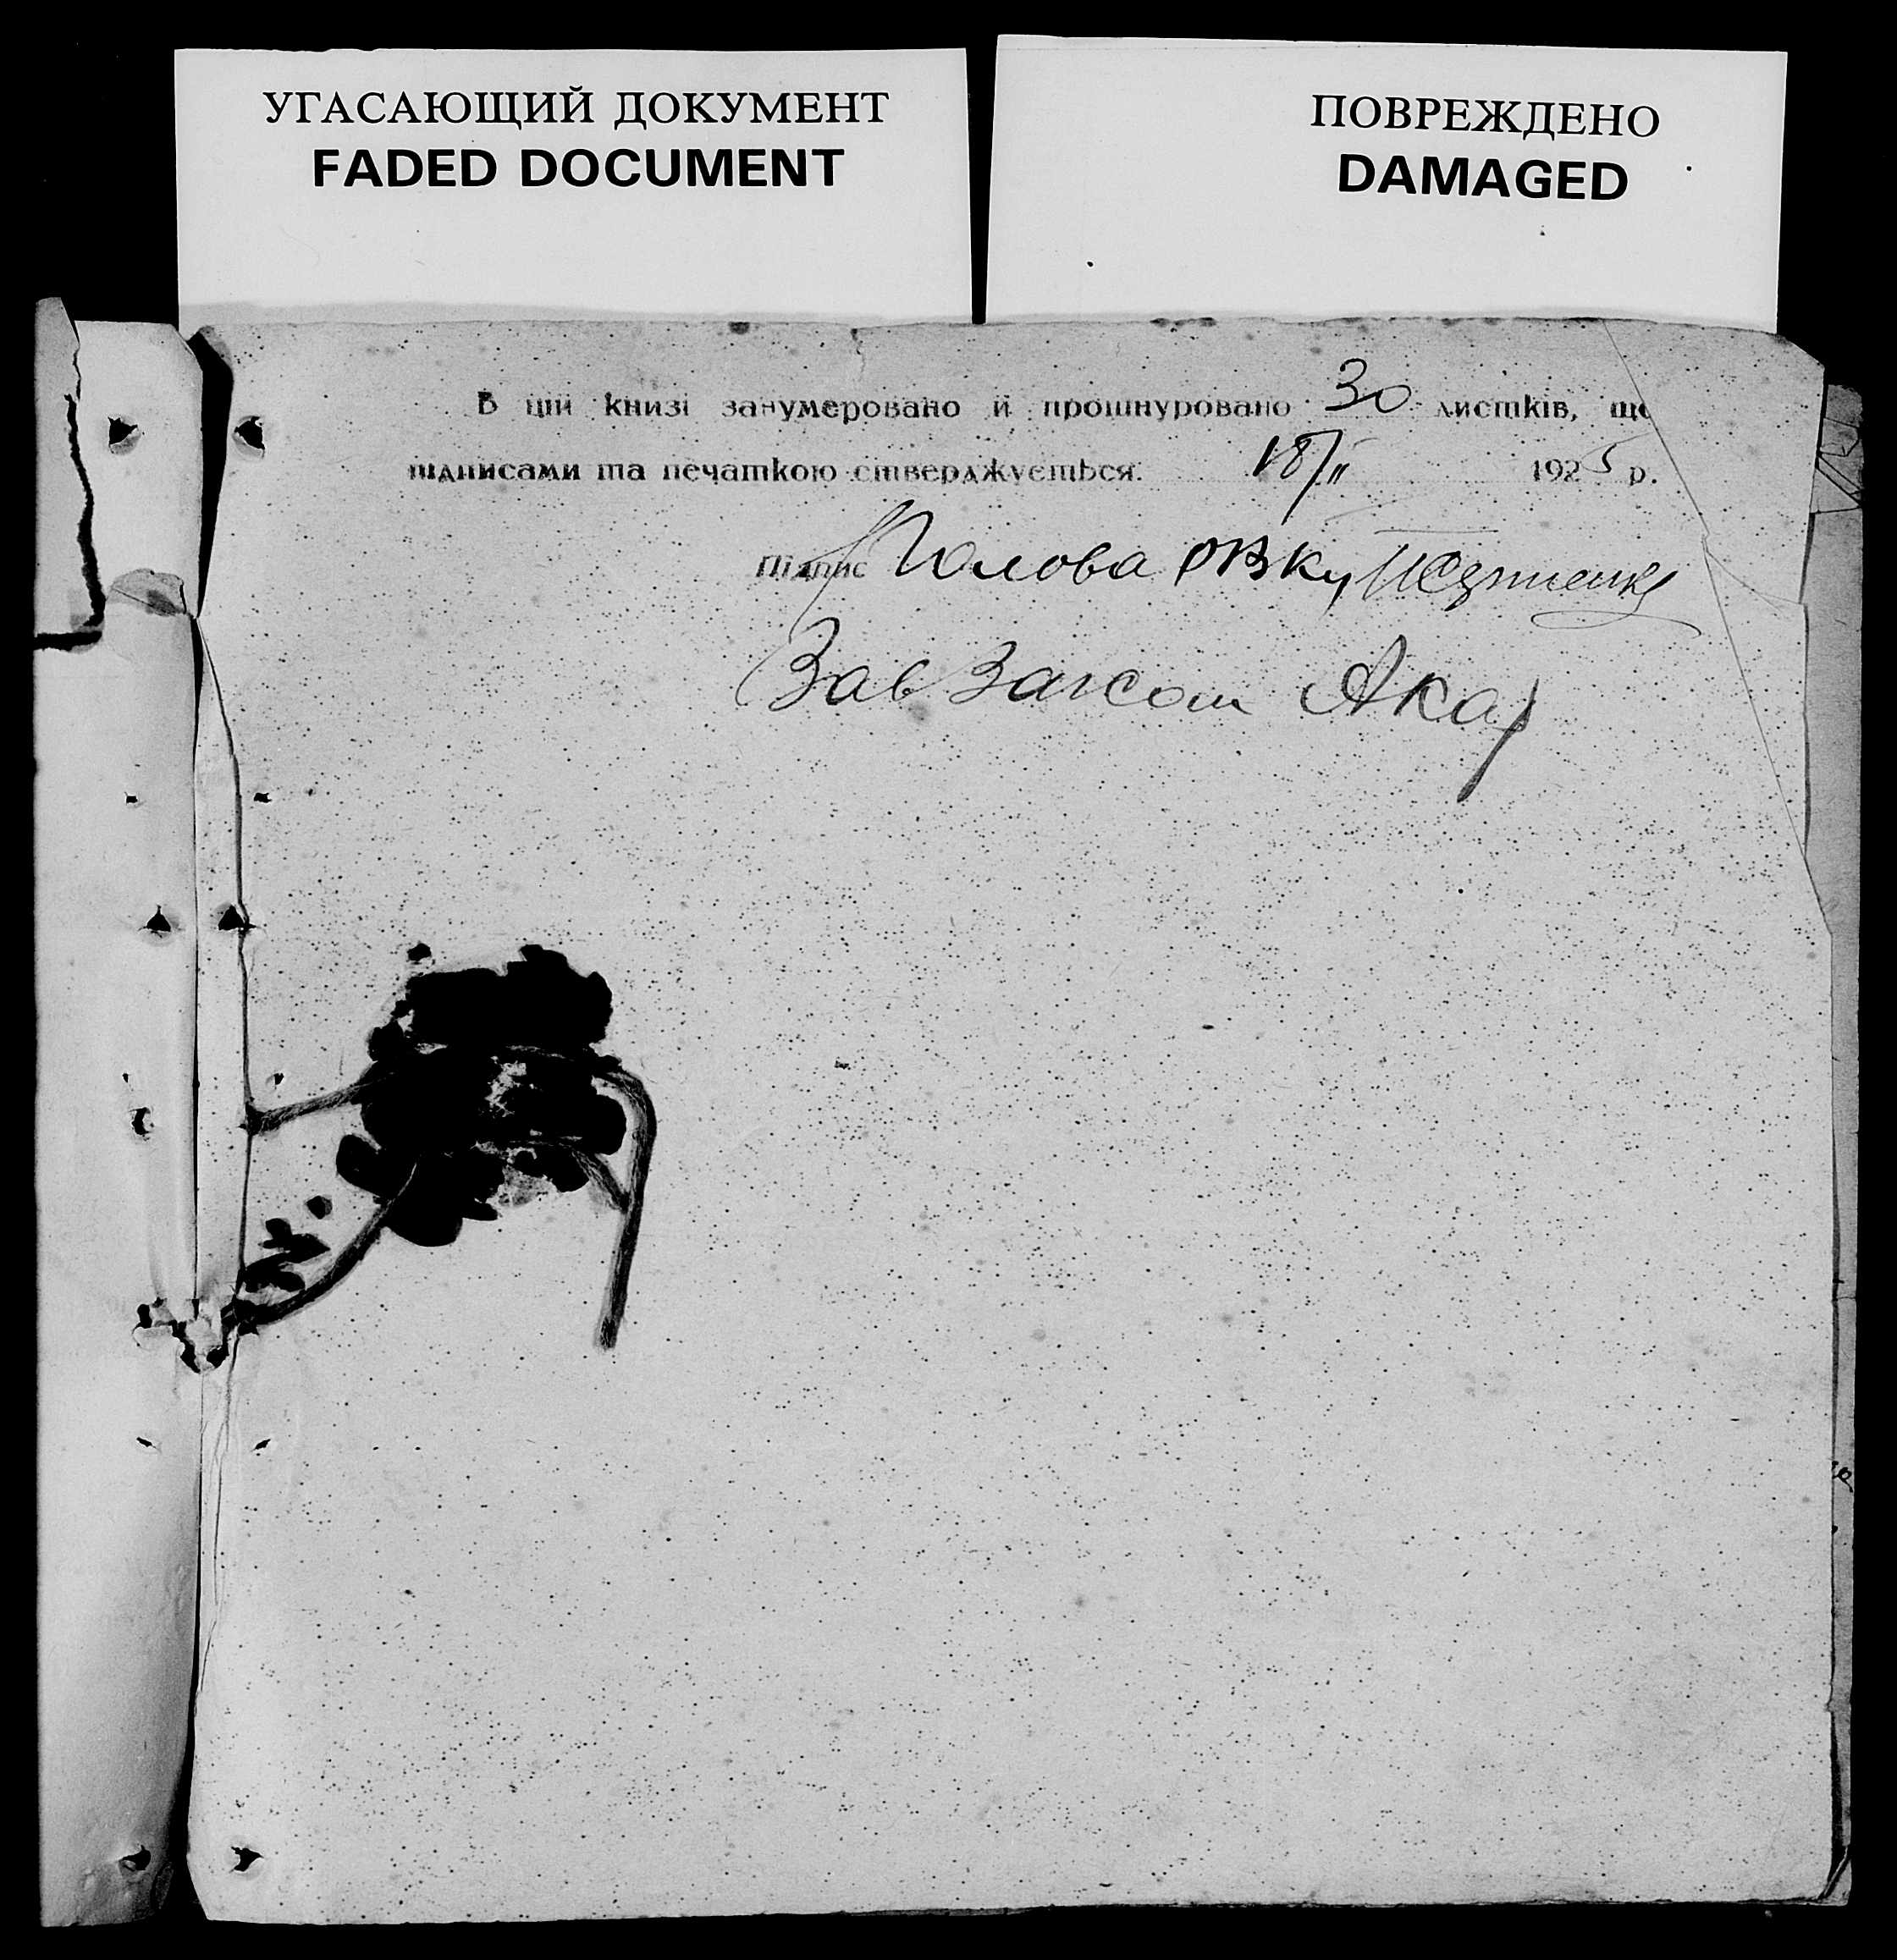 УГАСАЮЩИЙ ДОКУМЕНТ
FADED DOCUMENT
ПОВРЕЖДЕНО
DAMAGED
В цій книзі занумеровано й прошнуровано 30 листків, що
підписами та печаткою стверджується. 18/II 1925 р.
Підпис Голова РВКу
Зав Загсом